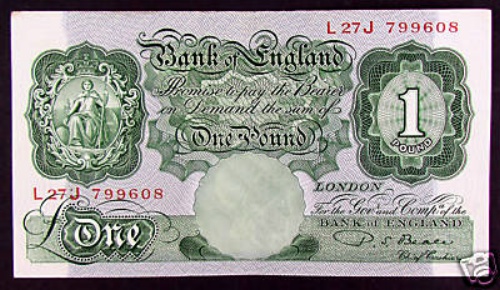 L27J 799608
Bank of England
Promise to pay the Bearer
on Demand the sum of
One Pound
1
POUND
L27J 799608
LONDON
For the Govr and Compa of the
BANK OF ENGLAND
£One
P. S. Beale
Chief Cashier